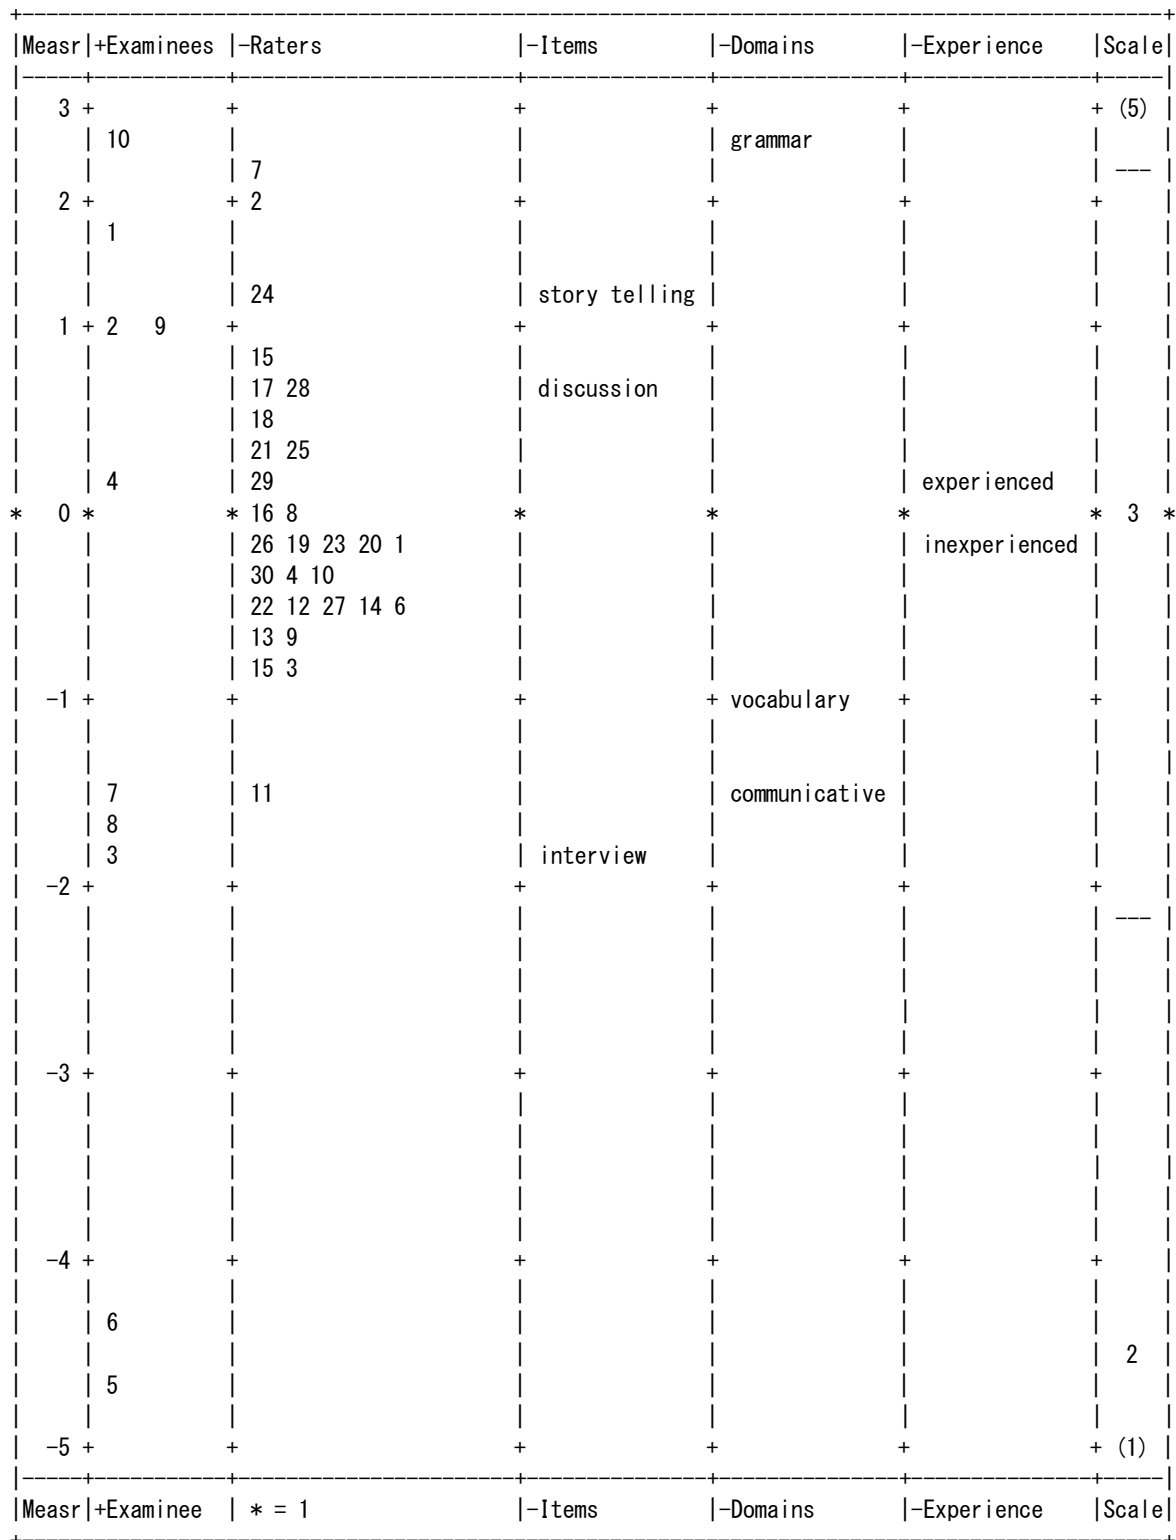 |Measr|+Examinees |-Raters |-Items |-Domains |-Experience |Scale|
3 + + + + + + (5)
10 grammar
7 ---
2 + + 2 + + + +
1
24 story telling
1 + 2 9 + + + + +
15
17 28 discussion
18
21 25
4 29 experienced
* 0 * * 16 8 * * * * 3 *
26 19 23 20 1 inexperienced
30 4 10
22 12 27 14 6
13 9
15 3
-1 + + + + vocabulary + +
7 11 communicative
8
3 interview
-2 + + + + + +
---
-3 + + + + + +
-4 + + + + + +
6
2
5
-5 + + + + + + (1)
|Measr|+Examinee | * = 1 |-Items |-Domains |-Experience |Scale|